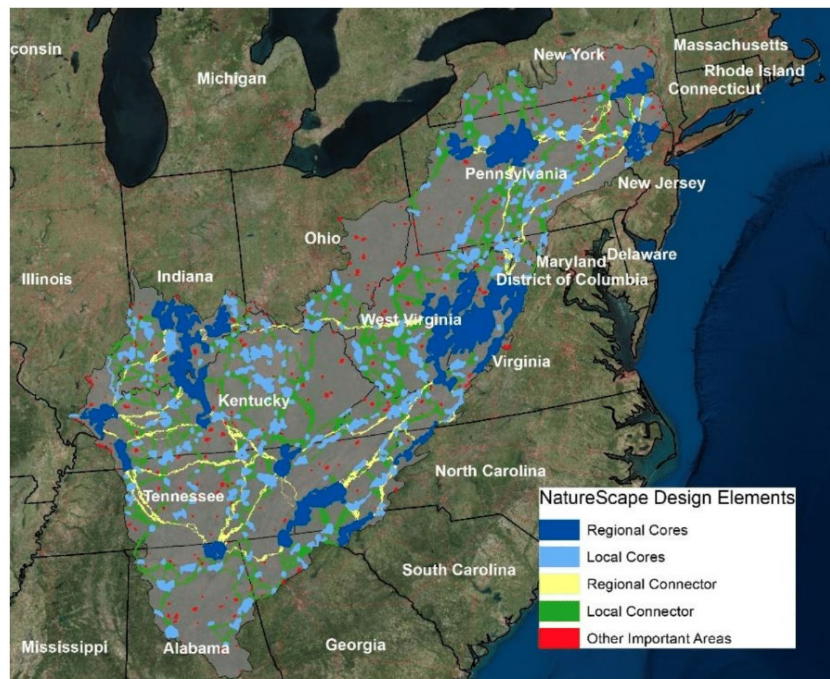 consin
Michigan
New York
Massachusetts
Rhode Island
Connecticut
Pennsylvania
New Jersey
Ohio
Maryland
Delaware
District of Columbia
Illinois
Indiana
West Virginia
Virginia
Kentucky
North Carolina
Tennessee
South Carolina
Mississippi
Alabama
Georgia
NatureScape Design Elements
Regional Cores
Local Cores
Regional Connector
Local Connector
Other Important Areas